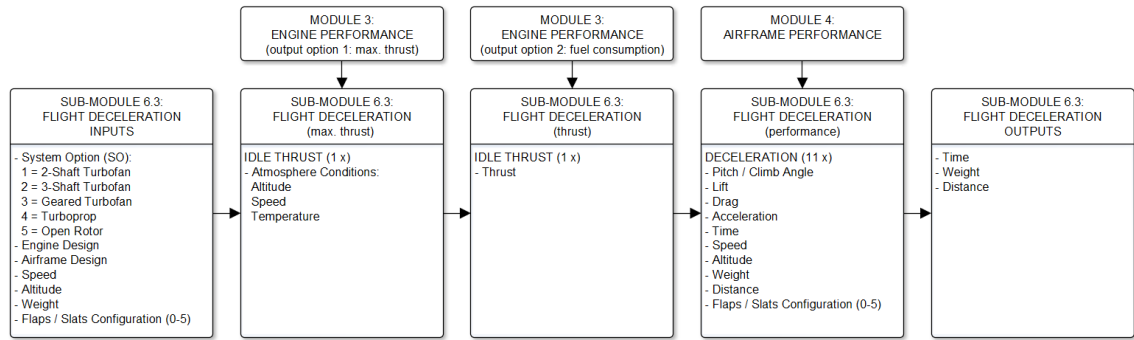 MODULE 3:
ENGINE PERFORMANCE
(output option 1: max. thrust)
MODULE 3:
ENGINE PERFORMANCE
(output option 2: fuel consumption)
MODULE 4:
AIRFRAME PERFORMANCE
SUB-MODULE 6.3:
FLIGHT DECELERATION
INPUTS
- System Option (SO):
1 = 2-Shaft Turbofan
2 = 3-Shaft Turbofan
3 = Geared Turbofan
4 = Turboprop
5 = Open Rotor
- Engine Design
- Airframe Design
- Speed
- Altitude
- Weight
- Flaps / Slats Configuration (0-5)
SUB-MODULE 6.3:
FLIGHT DECELERATION
(max. thrust)
IDLE THRUST (1 x)
- Atmosphere Conditions:
Altitude
Speed
Temperature
SUB-MODULE 6.3:
FLIGHT DECELERATION
(thrust)
IDLE THRUST (1 x)
- Thrust
SUB-MODULE 6.3:
FLIGHT DECELERATION
(performance)
DECELERATION (11 x)
- Pitch / Climb Angle
- Lift
- Drag
- Acceleration
- Time
- Speed
- Altitude
- Weight
- Distance
- Flaps / Slats Configuration (0-5)
SUB-MODULE 6.3:
FLIGHT DECELERATION
OUTPUTS
- Time
- Weight
- Distance